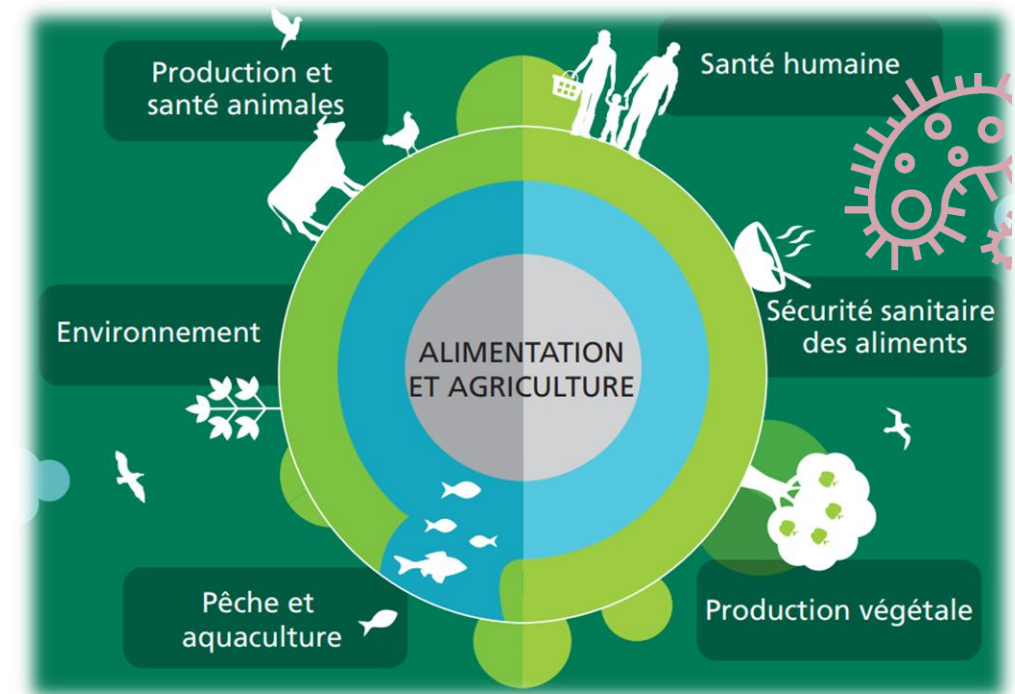 Production et
santé animales
Santé humaine
Environnement
Sécurité sanitaire
des aliments
ALIMENTATION
ET AGRICULTURE
Pêche et
aquaculture
Production végétale